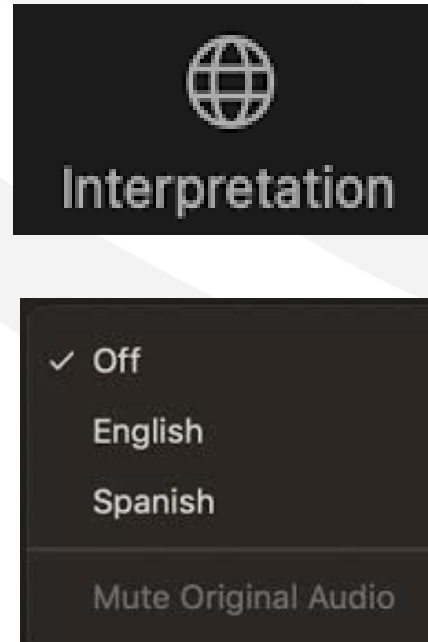 Interpretation
Off
English
Spanish
Mute Original Audio